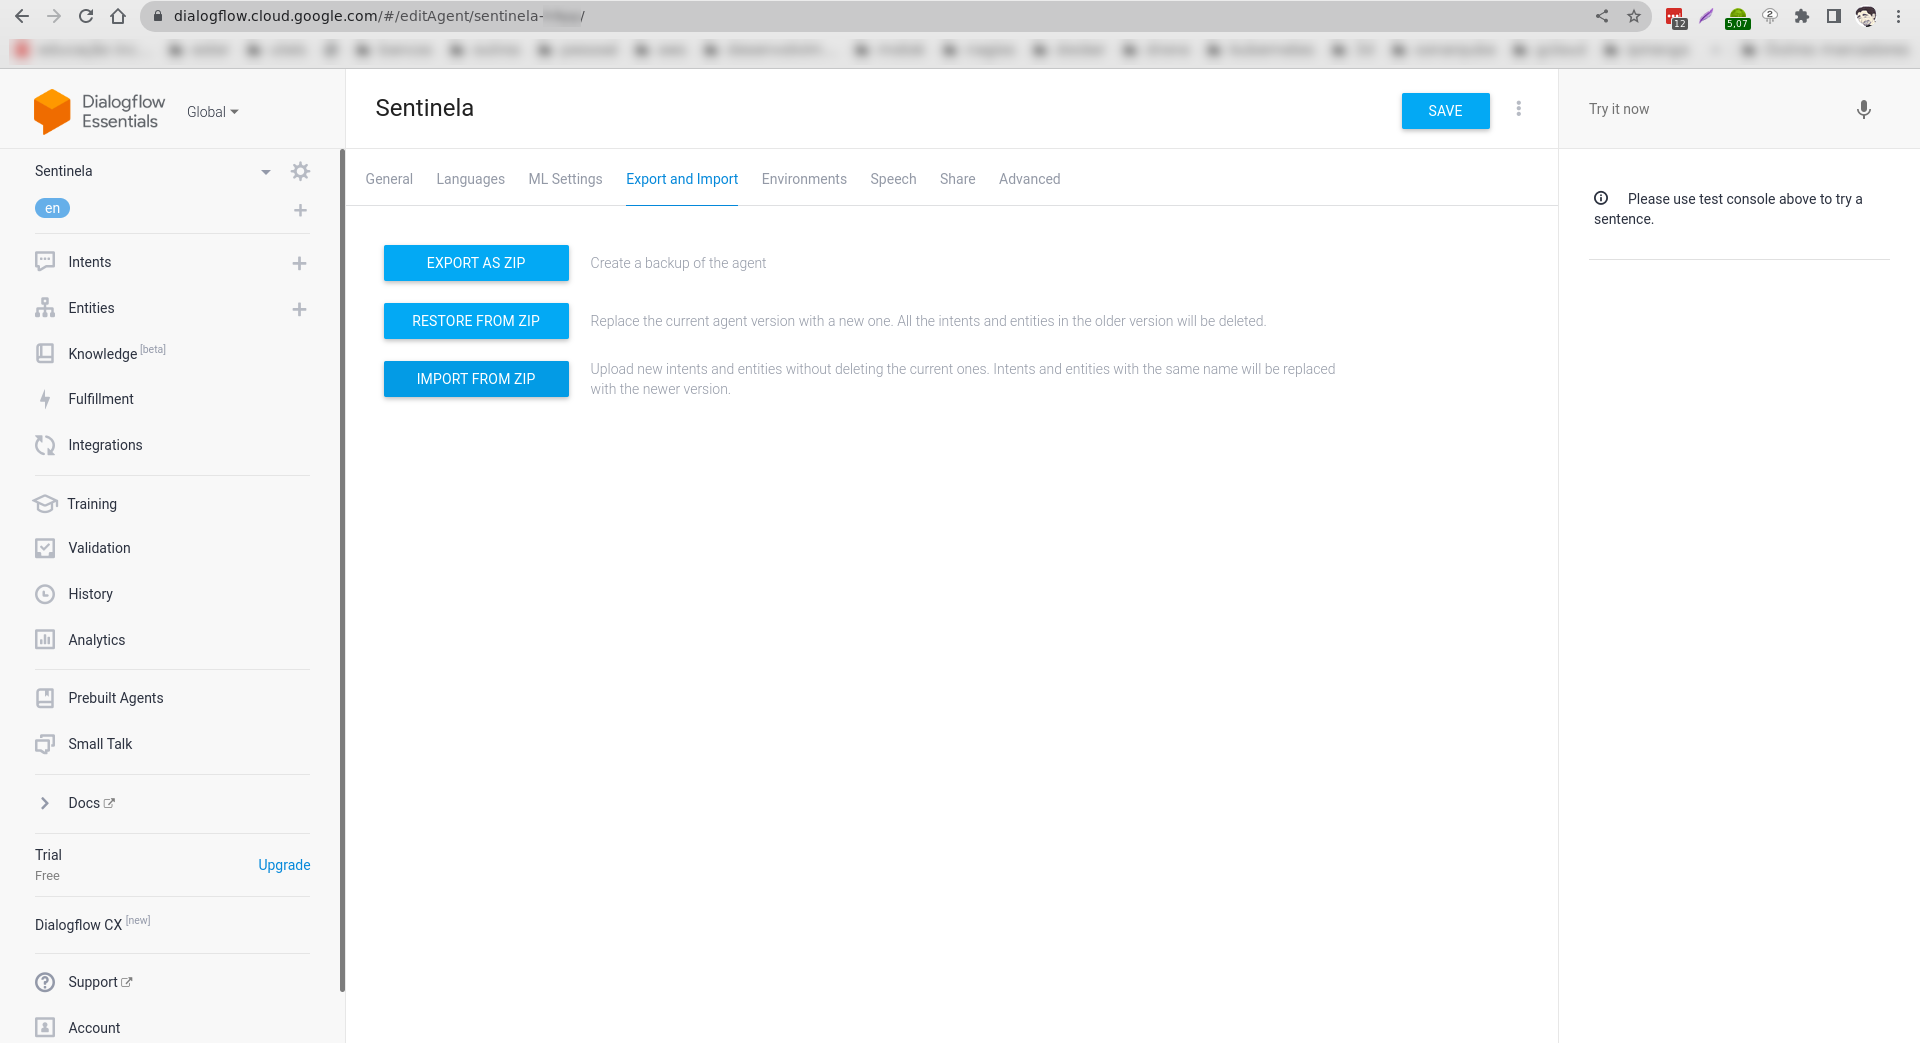 dialogflow.cloud.google.com/#/editAgent/sentinela-
12
5,07
Dialogflow
Essentials
Global
Sentinela
SAVE
Try it now
Sentinela
en
General Languages ML Settings Export and Import Environments Speech Share Advanced
Please use test console above to try a
sentence.
Intents
Entities
Knowledge [beta]
Fulfillment
Integrations
Training
Validation
History
Analytics
Prebuilt Agents
Small Talk
Docs
Trial
Free
Upgrade
Dialogflow CX [new]
Support
Account
EXPORT AS ZIP
Create a backup of the agent
RESTORE FROM ZIP
Replace the current agent version with a new one. All the intents and entities in the older version will be deleted.
IMPORT FROM ZIP
Upload new intents and entities without deleting the current ones. Intents and entities with the same name will be replaced
with the newer version.